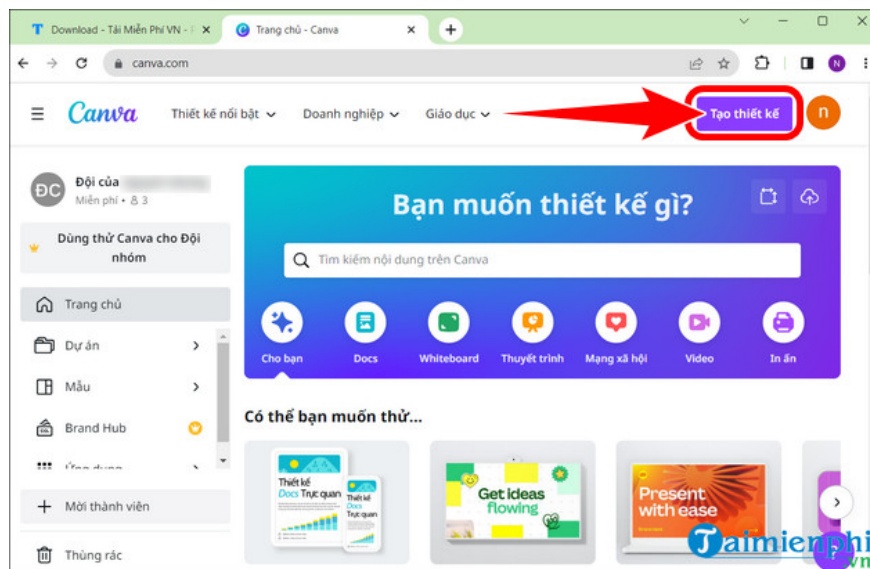 Download - Tải Miễn Phí VN -
Trang chủ - Canva
canva.com
N
Canva
Thiết kế nổi bật
Doanh nghiệp
Giáo dục
Tạo thiết kế
n
ĐC
Đội của
Miễn phí • 3
Dùng thử Canva cho Đội
nhóm
Trang chủ
Dự án
Mẫu
Brand Hub
Ứng dụng
Mời thành viên
Thùng rác
Bạn muốn thiết kế gì?
Tìm kiếm nội dung trên Canva
Cho bạn
Docs
Whiteboard
Thuyết trình
Mạng xã hội
Video
In ấn
Có thể bạn muốn thử...
Thiết kế
Docs Trực quan
Thiết kế
Docs
Trực quan
Get ideas
flowing
Present
with ease
?
Taimienphi
.vn